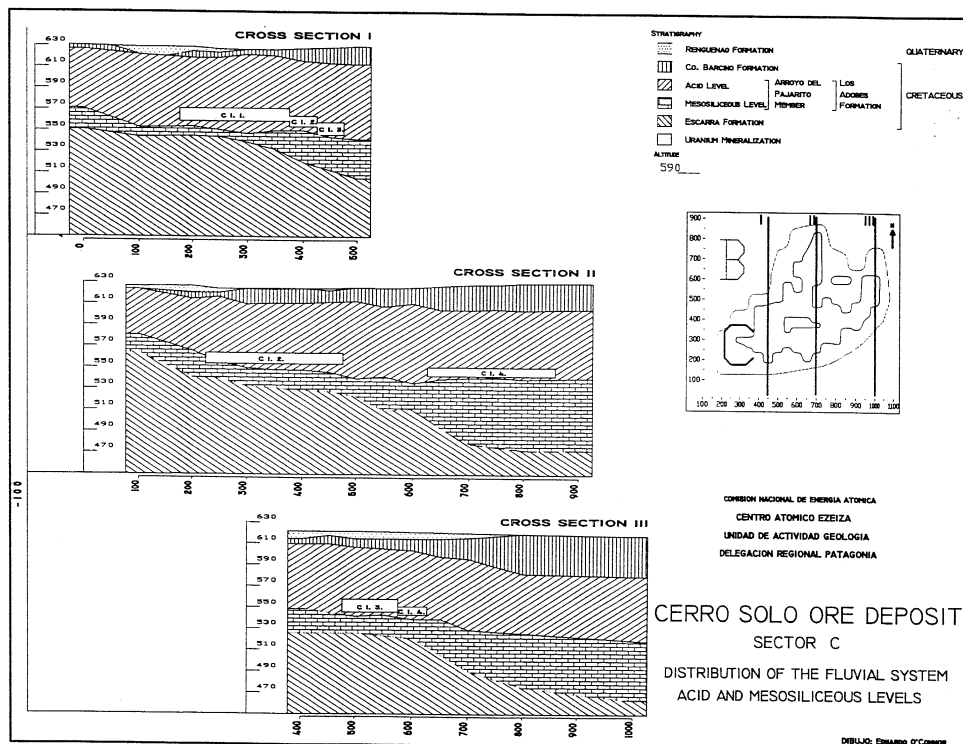 CROSS SECTION I
630
610
590
570
550
530
510
490
470
C I. 1.
C I. 2
C I. 3.
0
100
200
300
400
500
CROSS SECTION II
630
610
590
570
550
530
510
490
470
C I. 2.
C I. 4.
100
200
300
400
500
600
700
800
900
-100
CROSS SECTION III
630
610
590
570
550
530
510
490
470
C I. 3.
C I. 4.
400
500
600
700
800
900
1000
STRATIGRAPHY
RENGUENAO FORMATION
QUATERNARY
CO. BARCINO FORMATION
ACID LEVEL
MESOSILICEOUS LEVEL
ARROYO DEL
PAJARITO
MEMBER
LOS
ADOBES
FORMATION
CRETACEOUS
ESCARRA FORMATION
URANIUM MINERALIZATION
ALTITUDE
590
I
II
III
N
B
C
900
800
700
600
500
400
300
200
100
100 200 300 400 500 600 700 800 900 1000 1100
COMISION NACIONAL DE ENERGIA ATOMICA
CENTRO ATOMICO EZEIZA
UNIDAD DE ACTIVIDAD GEOLOGIA
DELEGACION REGIONAL PATAGONIA
CERRO SOLO ORE DEPOSIT
SECTOR C
DISTRIBUTION OF THE FLUVIAL SYSTEM
ACID AND MESOSILICEOUS LEVELS
DIBUJO: EDUARDO O'CONNOR